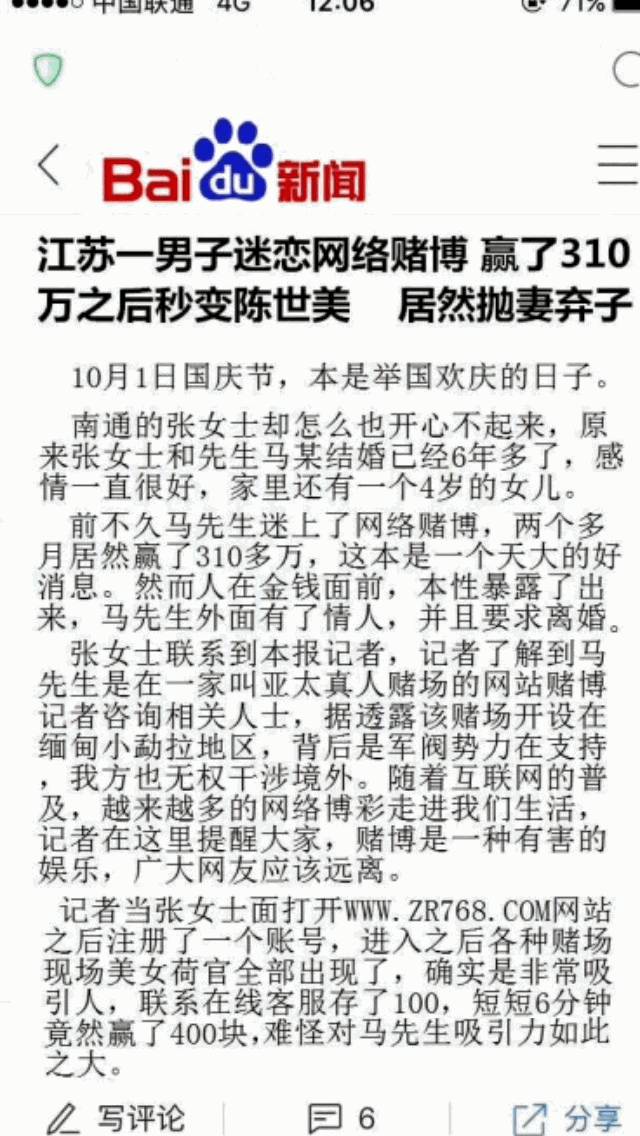 中国联通 4G 12:06 71%
Baidu新闻
江苏一男子迷恋网络赌博 赢了310
万之后秒变陈世美 居然抛妻弃子
10月1日国庆节，本是举国欢庆的日子。
南通的张女士却怎么也开心不起来，原
来张女士和先生马某结婚已经6年多了，感
情一直很好，家里还有一个4岁的女儿。
前不久马先生迷上了网络赌博，两个多
月居然赢了310多万，这本是一个天大的好
消息。然而人在金钱面前，本性暴露了出
来，马先生外面有了情人，并且要求离婚。
张女士联系到本报记者，记者了解到马
先生是在一家叫亚太真人赌场的网站赌博
记者咨询相关人士，据透露该赌场开设在
缅甸小勐拉地区，背后是军阀势力在支持
，我方也无权干涉境外。随着互联网的普
及，越来越多的网络博彩走进我们生活，
记者在这里提醒大家，赌博是一种有害的
娱乐，广大网友应该远离。
记者当张女士面打开WWW.ZR768.COM网站
之后注册了一个账号，进入之后各种赌场
现场美女荷官全部出现了，确实是非常吸
引人，联系在线客服存了100，短短6分钟
竟然赢了400块,难怪对马先生吸引力如此
之大。
写评论 6 分享